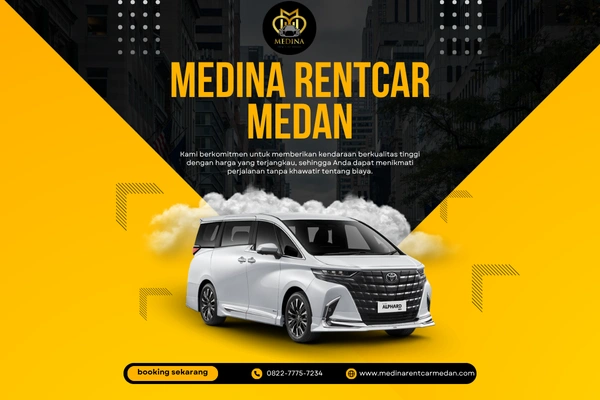 MEDINA
MEDINA RENTCAR
MEDAN
Kami berkomitmen untuk memberikan kendaraan berkualitas tinggi
dengan harga yang terjangkau, sehingga Anda dapat menikmati
perjalanan tanpa khawatir tentang biaya.
ALPHARD
booking sekarang
0822-7775-7234
www.medinarentcarmedan.com